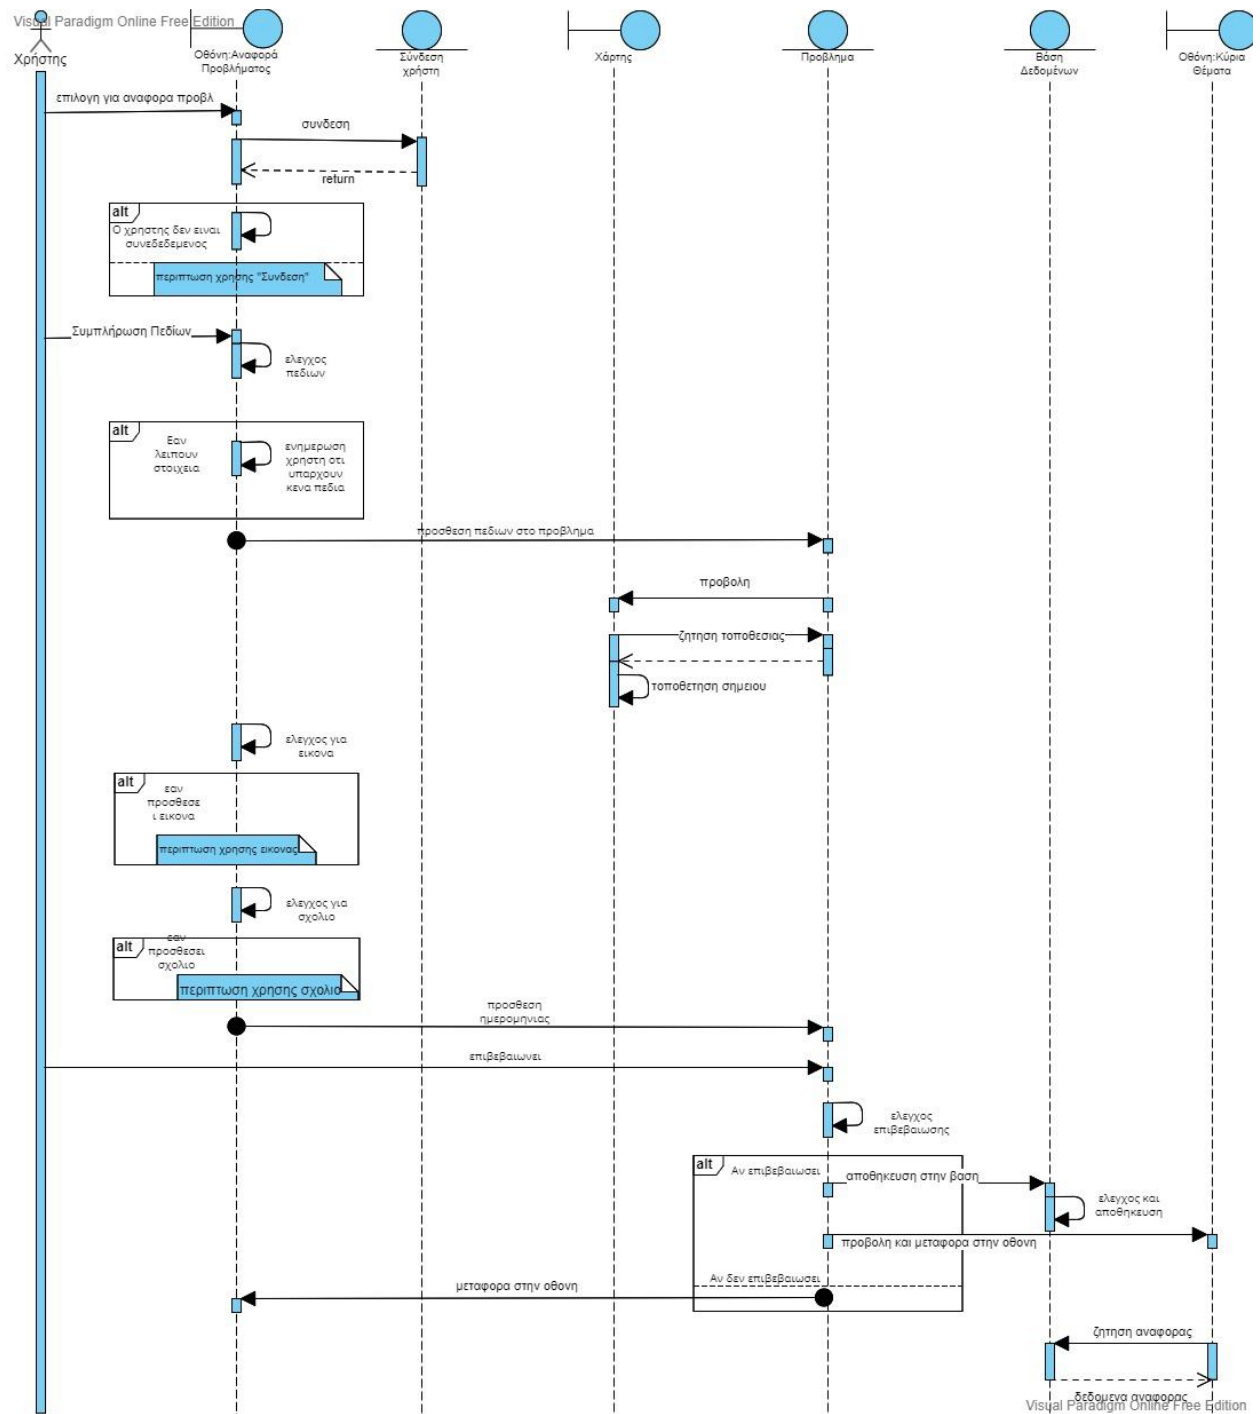 Visual Paradigm Online Free Edition
Χρήστης
Οθόνη:Αναφορά
Προβλήματος
Σύνδεση
χρήστη
Χάρτης
Προβλημα
Βάση
Δεδομένων
Οθόνη:Κύρια
Θέματα
επιλογη για αναφορα προβλ
συνδεση
return
alt
Ο χρηστης δεν ειναι
συνεδεδεμενος
περιπτωση χρησης "Συνδεση"
Συμπλήρωση Πεδίων
ελεγχος
πεδιων
alt
Εαν
λειπουν
στοιχεια
ενημερωση
χρηστη οτι
υπαρχουν
κενα πεδια
προσθεση πεδιων στο προβλημα
προβολη
ζητηση τοποθεσιας
τοποθετηση σημειου
ελεγχος για
εικονα
alt
εαν
προσθεσε
ι εικονα
περιπτωση χρησης εικονας
ελεγχος για
σχολιο
alt
εαν
προσθεσει
σχολιο
περιπτωση χρησης σχολιο
προσθεση
ημερομηνιας
επιβεβαιωνει
ελεγχος
επιβεβαιωσης
alt
Αν επιβεβαιωσει
αποθηκευση στην βαση
ελεγχος και
αποθηκευση
προβολη και μεταφορα στην οθονη
Αν δεν επιβεβαιωσει
μεταφορα στην οθονη
ζητηση αναφορας
δεδομενα αναφορας
Visual Paradigm Online Free Edition